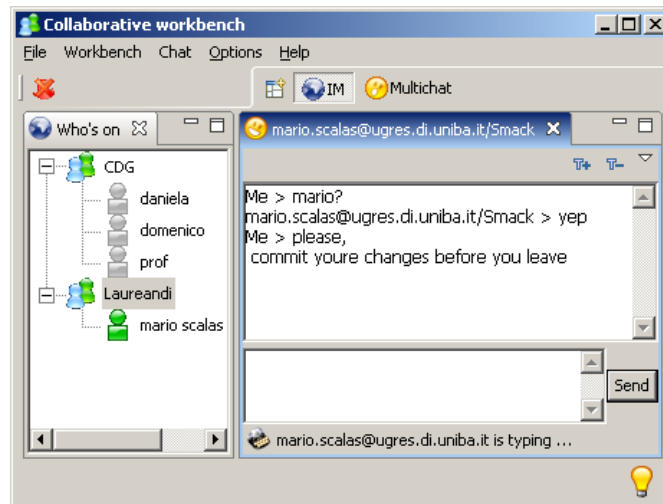 Collaborative workbench
File Workbench Chat Options Help
IM Multichat
Who's on
mario.scalas@ugres.di.uniba.it/Smack
T+ T-
CDG
daniela
domenico
prof
Laureandi
mario scalas
Me > mario?
mario.scalas@ugres.di.uniba.it/Smack > yep
Me > please,
commit youre changes before you leave
Send
mario.scalas@ugres.di.uniba.it is typing ...